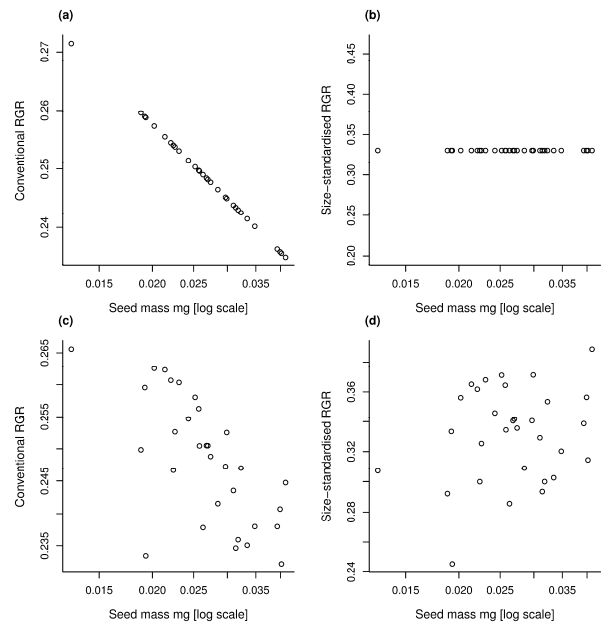 (a)
Conventional RGR
0.27
0.26
0.25
0.24
0.015 0.020 0.025 0.035
Seed mass mg [log scale]
(b)
Size−standardised RGR
0.45
0.40
0.35
0.30
0.25
0.20
0.015 0.020 0.025 0.035
Seed mass mg [log scale]
(c)
Conventional RGR
0.265
0.255
0.245
0.235
0.015 0.020 0.025 0.035
Seed mass mg [log scale]
(d)
Size−standardised RGR
0.36
0.32
0.28
0.24
0.015 0.020 0.025 0.035
Seed mass mg [log scale]